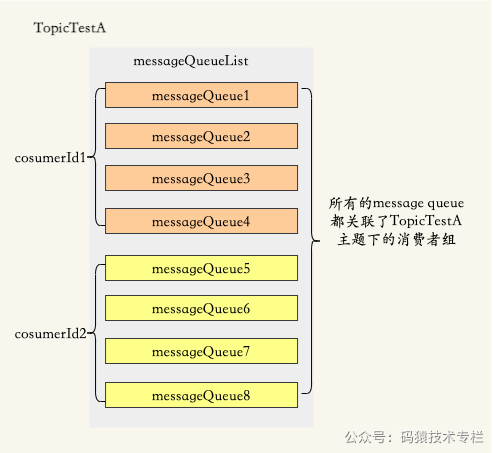 TopicTestA
messageQueueList
messageQueue1
messageQueue2
messageQueue3
messageQueue4
messageQueue5
messageQueue6
messageQueue7
messageQueue8
cosumerId1
cosumerId2
所有的message queue
都关联了TopicTestA
主题下的消费者组
公众号：码猿技术专栏